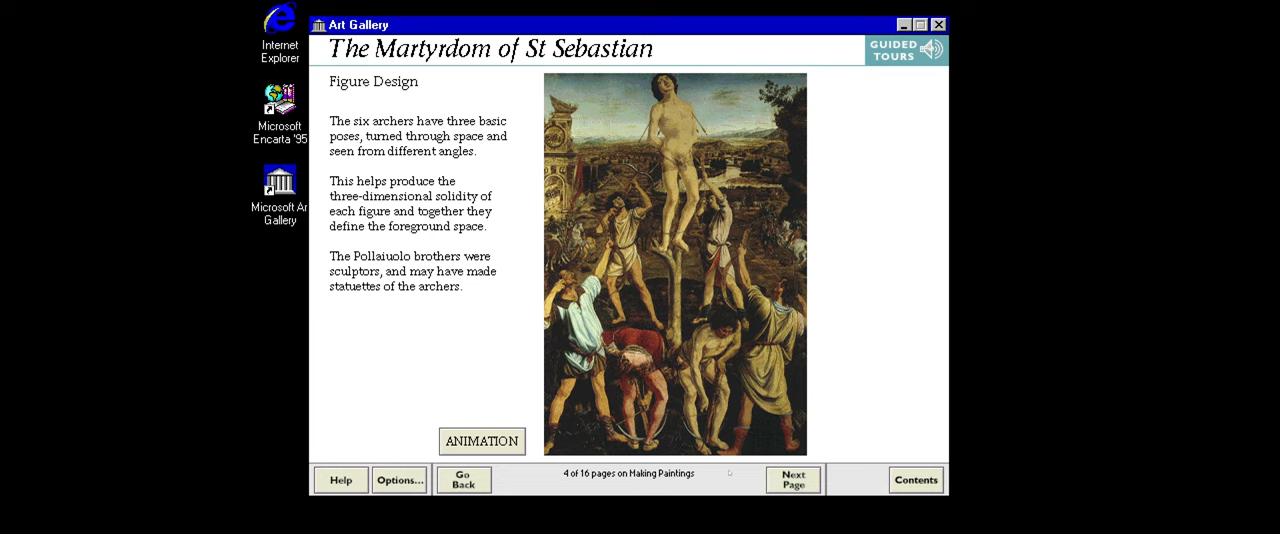 Internet
Explorer
Microsoft
Encarta '95
Microsoft Ar
Gallery
Art Gallery
The Martyrdom of St Sebastian
GUIDED
TOURS
Figure Design
The six archers have three basic
poses, turned through space and
seen from different angles.
This helps produce the
three-dimensional solidity of
each figure and together they
define the foreground space.
The Pollaiuolo brothers were
sculptors, and may have made
statuettes of the archers.
ANIMATION
Help
Options...
Go
Back
4 of 16 pages on Making Paintings
Next
Page
Contents